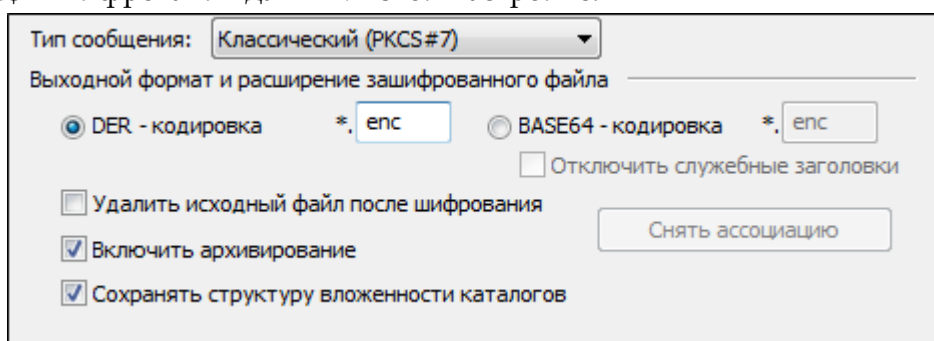 Тип сообщения: Классический (PKCS#7)
Выходной формат и расширение зашифрованного файла
DER - кодировка *. enc BASE64 - кодировка *. enc
Отключить служебные заголовки
Удалить исходный файл после шифрования
Снять ассоциацию
Включить архивирование
Сохранять структуру вложенности каталогов